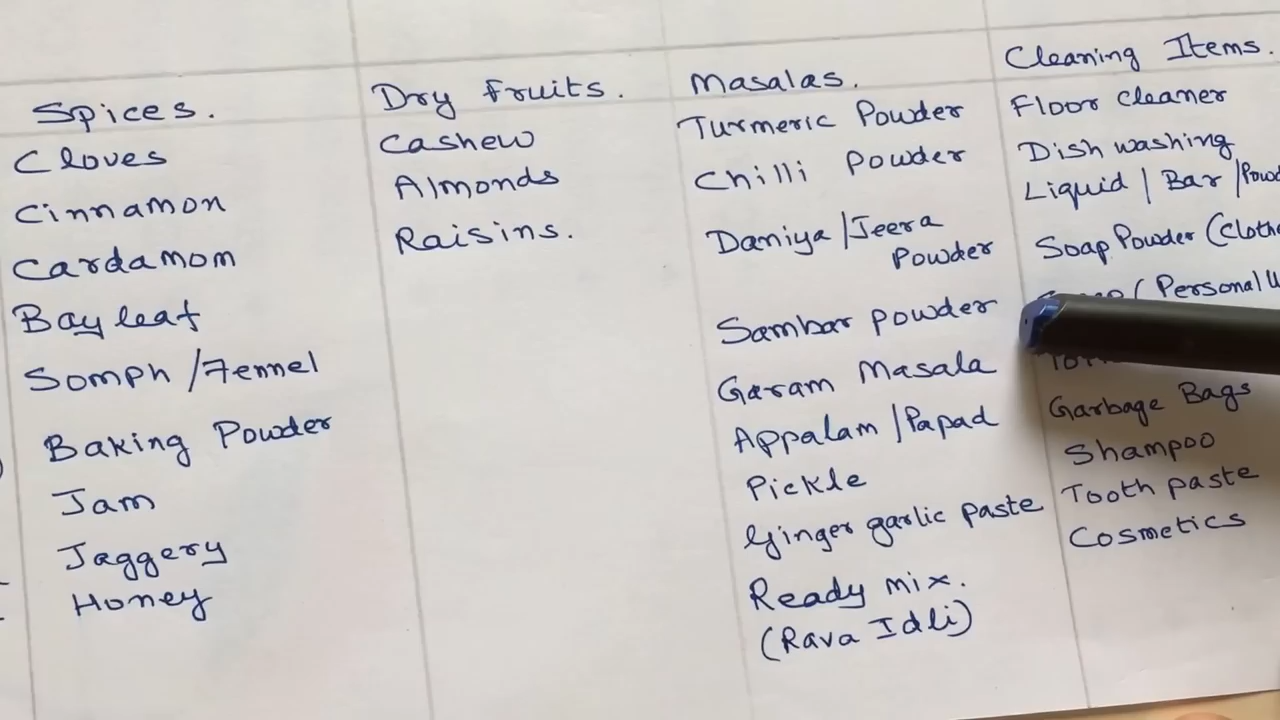 Spices.
Cloves
Cinnamon
Cardamom
Bay leaf
Somph / Fennel
Baking Powder
Jam
Jaggery
Honey
Dry Fruits.
Cashew
Almonds
Raisins.
Masalas.
Turmeric Powder
Chilli Powder
Daniya / Jeera
Powder
Sambar powder
Garam Masala
Appalam / Papad
Pickle
Ginger garlic paste
Ready mix.
(Rava Idli)
Cleaning Items.
Floor cleaner
Dish washing
Liquid / Bar /
Soap Powder (
( Personal
Garbage Bags
Shampoo
Tooth paste
Cosmetics